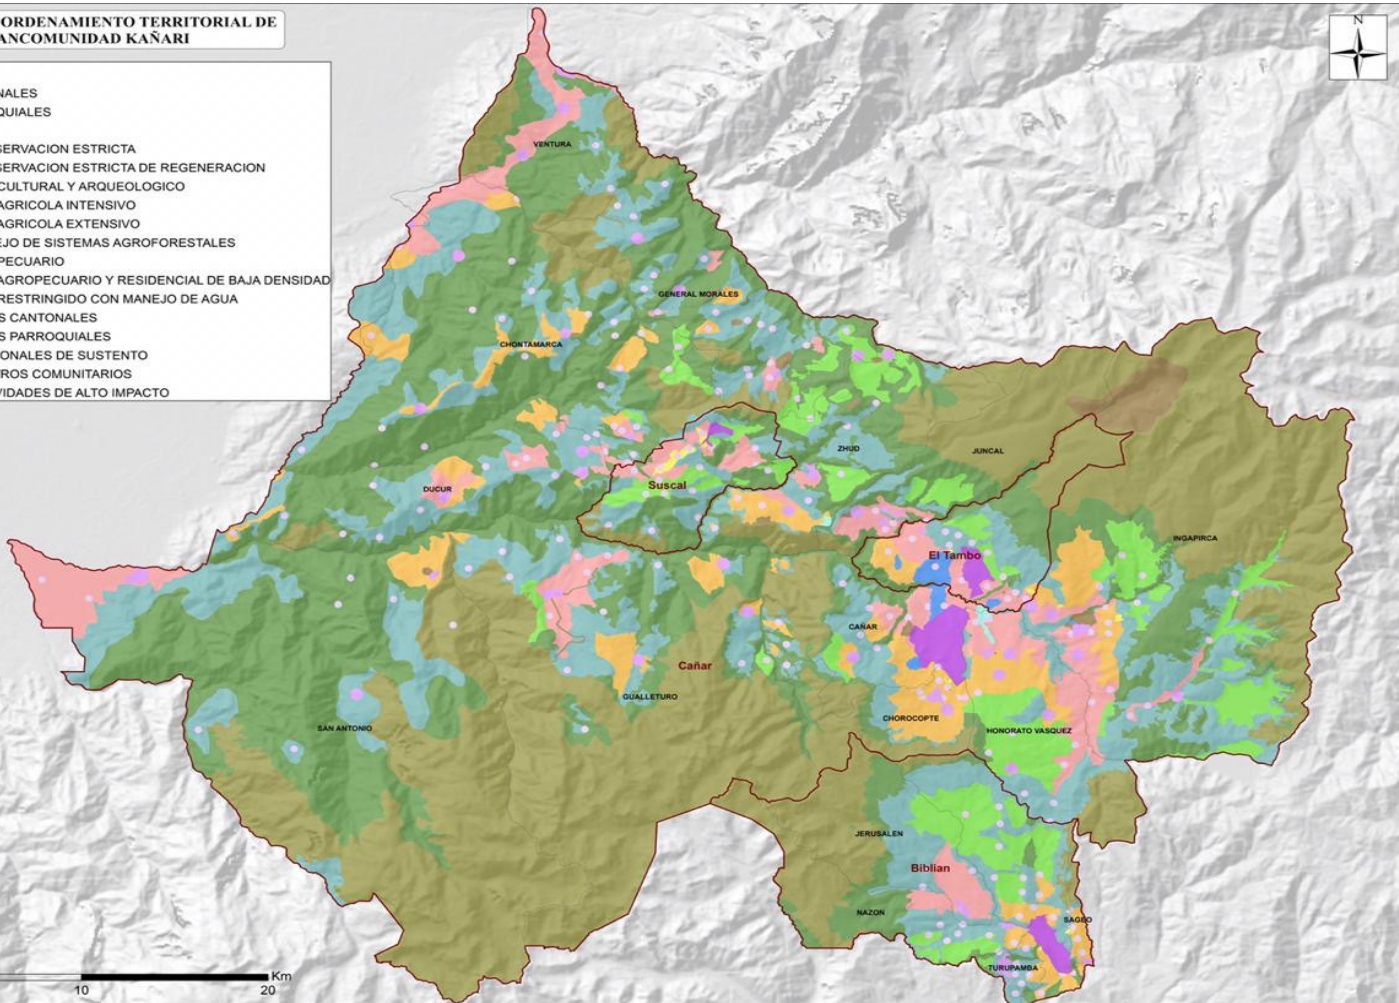 ORDENAMIENTO TERRITORIAL DE
ANCOMUNIDAD KAÑARI
N
NALES
QUIALES
SERVACION ESTRICTA
SERVACION ESTRICTA DE REGENERACION
CULTURAL Y ARQUEOLOGICO
AGRICOLA INTENSIVO
AGRICOLA EXTENSIVO
EJO DE SISTEMAS AGROFORESTALES
PECUARIO
AGROPECUARIO Y RESIDENCIAL DE BAJA DENSIDAD
RESTRINGIDO CON MANEJO DE AGUA
S CANTONALES
S PARROQUIALES
ONALES DE SUSTENTO
TROS COMUNITARIOS
VIDADES DE ALTO IMPACTO
VENTURA
GENERAL MORALES
CHONTAMARCA
ZHUD
JUNCAL
Suscal
DUCUR
INGAPIRCA
El Tambo
CAÑAR
Cañar
GUALLETURO
SAN ANTONIO
CHOROCOPTE
HONORATO VASQUEZ
JERUSALEN
Biblían
NAZON
SAGEO
TURUPAMBA
Km
10
20